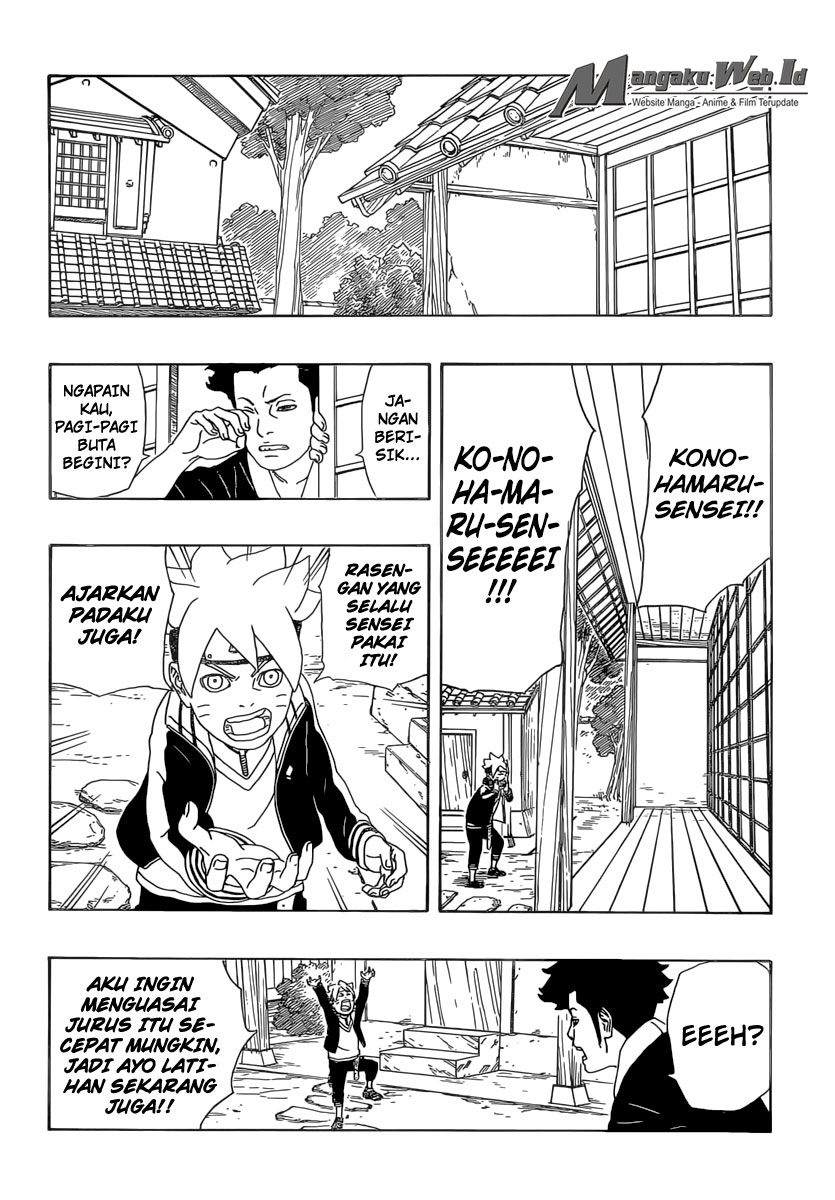 Mangaku.Web.Id
Website Manga - Anime & Film Terupdate
KONO-
HAMARU-
SENSEI!!
KO-NO-
HA-MA-
RU-SEN-
SEEEEEI
!!!
JA-
NGAN
BERI-
SIK...
NGAPAIN
KAU,
PAGI-PAGI
BUTA
BEGINI?
RASEN-
GAN YANG
SELALU
SENSEI
PAKAI
ITU!
AJARKAN
PADAKU
JUGA!
EEEH?
AKU INGIN
MENGUASAI
JURUS ITU SE-
CEPAT MUNGKIN,
JADI AYO LATI-
HAN SEKARANG
JUGA!!